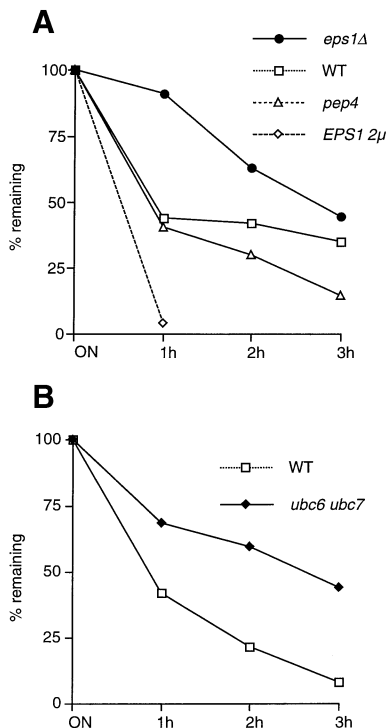 A
eps1Δ
WT
pep4
EPS1 2μ
100
75
50
25
0
% remaining
ON 1h 2h 3h
B
WT
ubc6 ubc7
100
75
50
25
0
% remaining
ON 1h 2h 3h